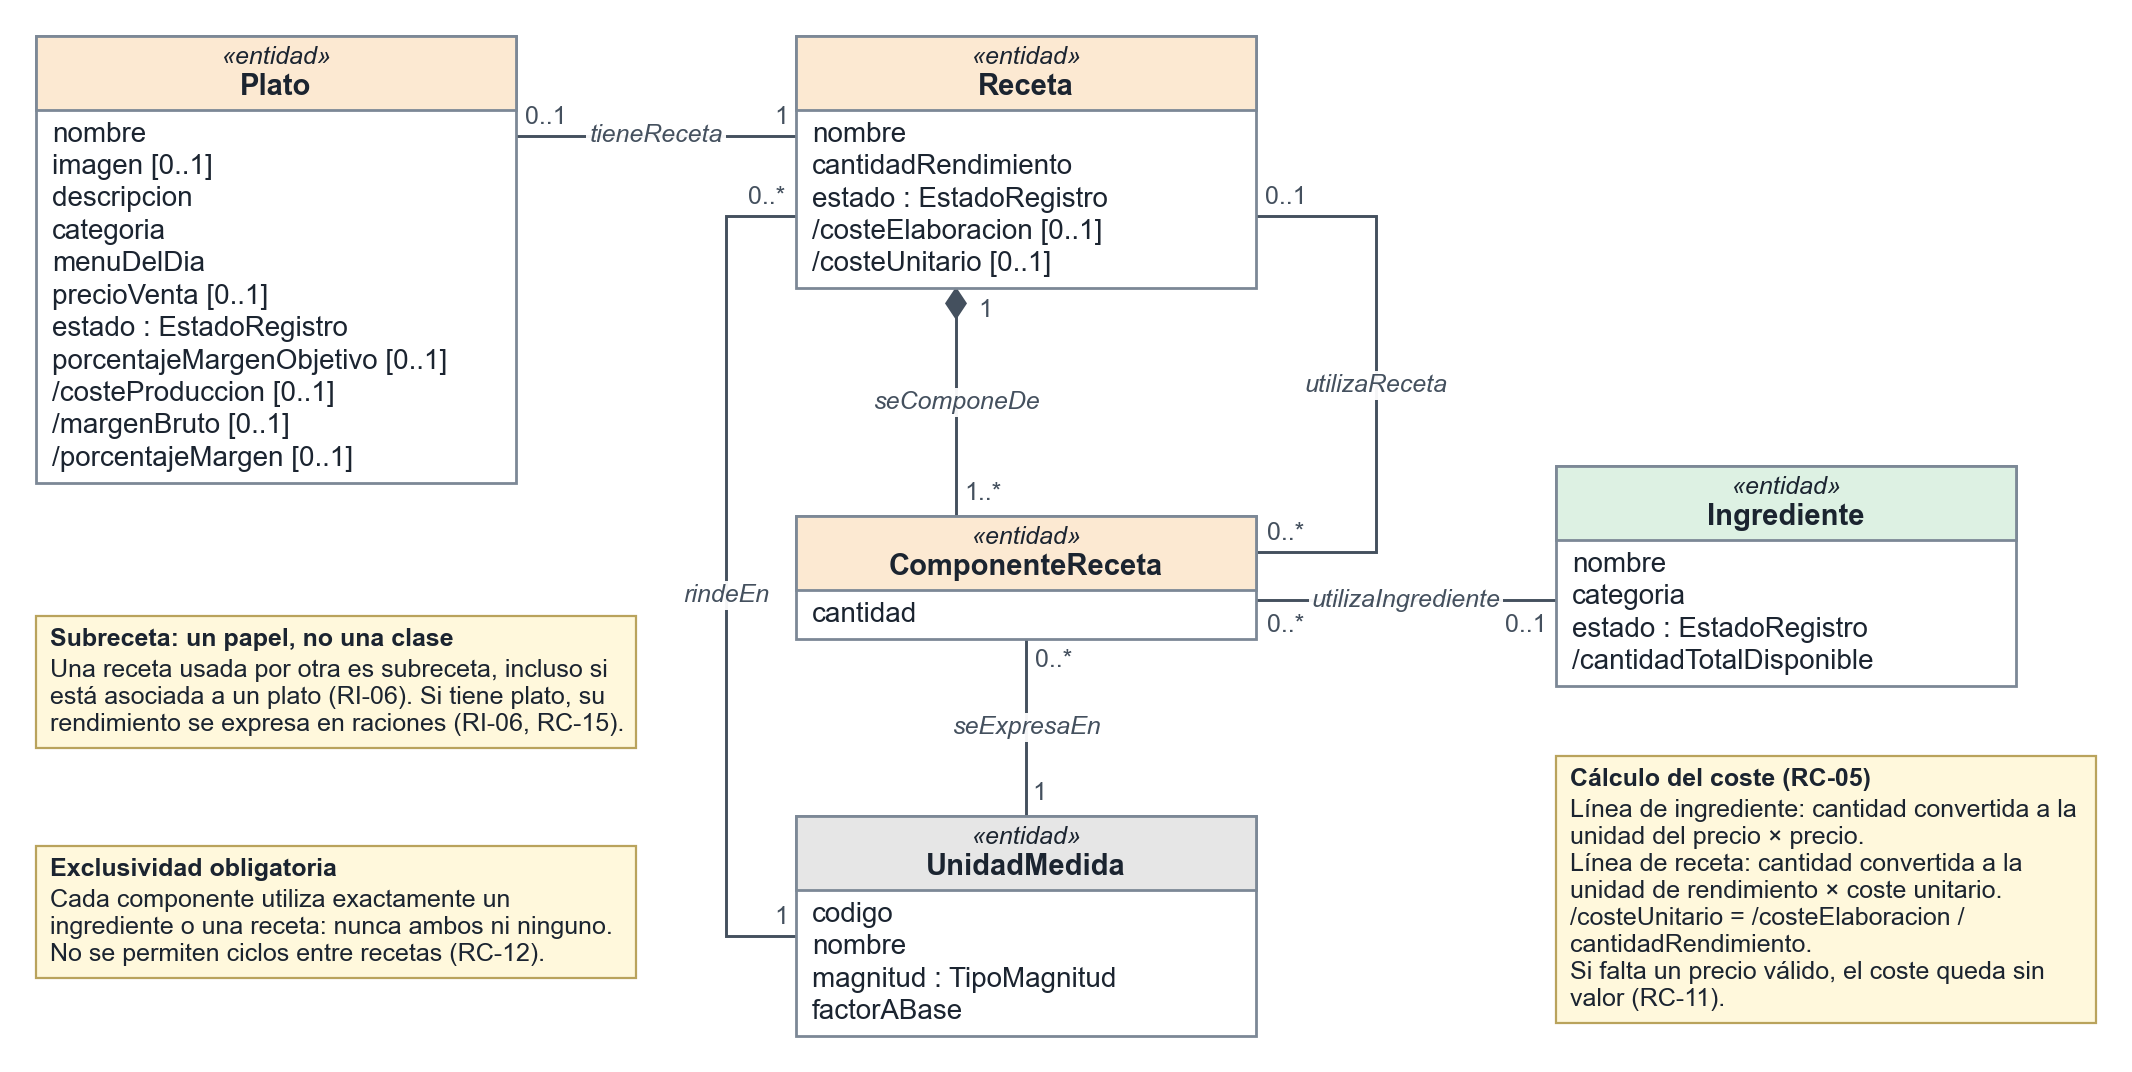 «entidad»
Plato
nombre
imagen [0..1]
descripcion
categoria
menuDelDia
precioVenta [0..1]
estado : EstadoRegistro
porcentajeMargenObjetivo [0..1]
/costeProduccion [0..1]
/margenBruto [0..1]
/porcentajeMargen [0..1]
0..1
tieneReceta
1
«entidad»
Receta
nombre
cantidadRendimiento
estado : EstadoRegistro
/costeElaboracion [0..1]
/costeUnitario [0..1]
0..*
0..1
1
seComponeDe
1..*
utilizaReceta
0..*
«entidad»
ComponenteReceta
cantidad
utilizaIngrediente
0..*
0..1
«entidad»
Ingrediente
nombre
categoria
estado : EstadoRegistro
/cantidadTotalDisponible
rindeEn
0..*
seExpresaEn
1
1
«entidad»
UnidadMedida
codigo
nombre
magnitud : TipoMagnitud
factorABase
Subreceta: un papel, no una clase
Una receta usada por otra es subreceta, incluso si
está asociada a un plato (RI-06). Si tiene plato, su
rendimiento se expresa en raciones (RI-06, RC-15).
Exclusividad obligatoria
Cada componente utiliza exactamente un
ingrediente o una receta: nunca ambos ni ninguno.
No se permiten ciclos entre recetas (RC-12).
Cálculo del coste (RC-05)
Línea de ingrediente: cantidad convertida a la
unidad del precio × precio.
Línea de receta: cantidad convertida a la
unidad de rendimiento × coste unitario.
/costeUnitario = /costeElaboracion /
cantidadRendimiento.
Si falta un precio válido, el coste queda sin
valor (RC-11).